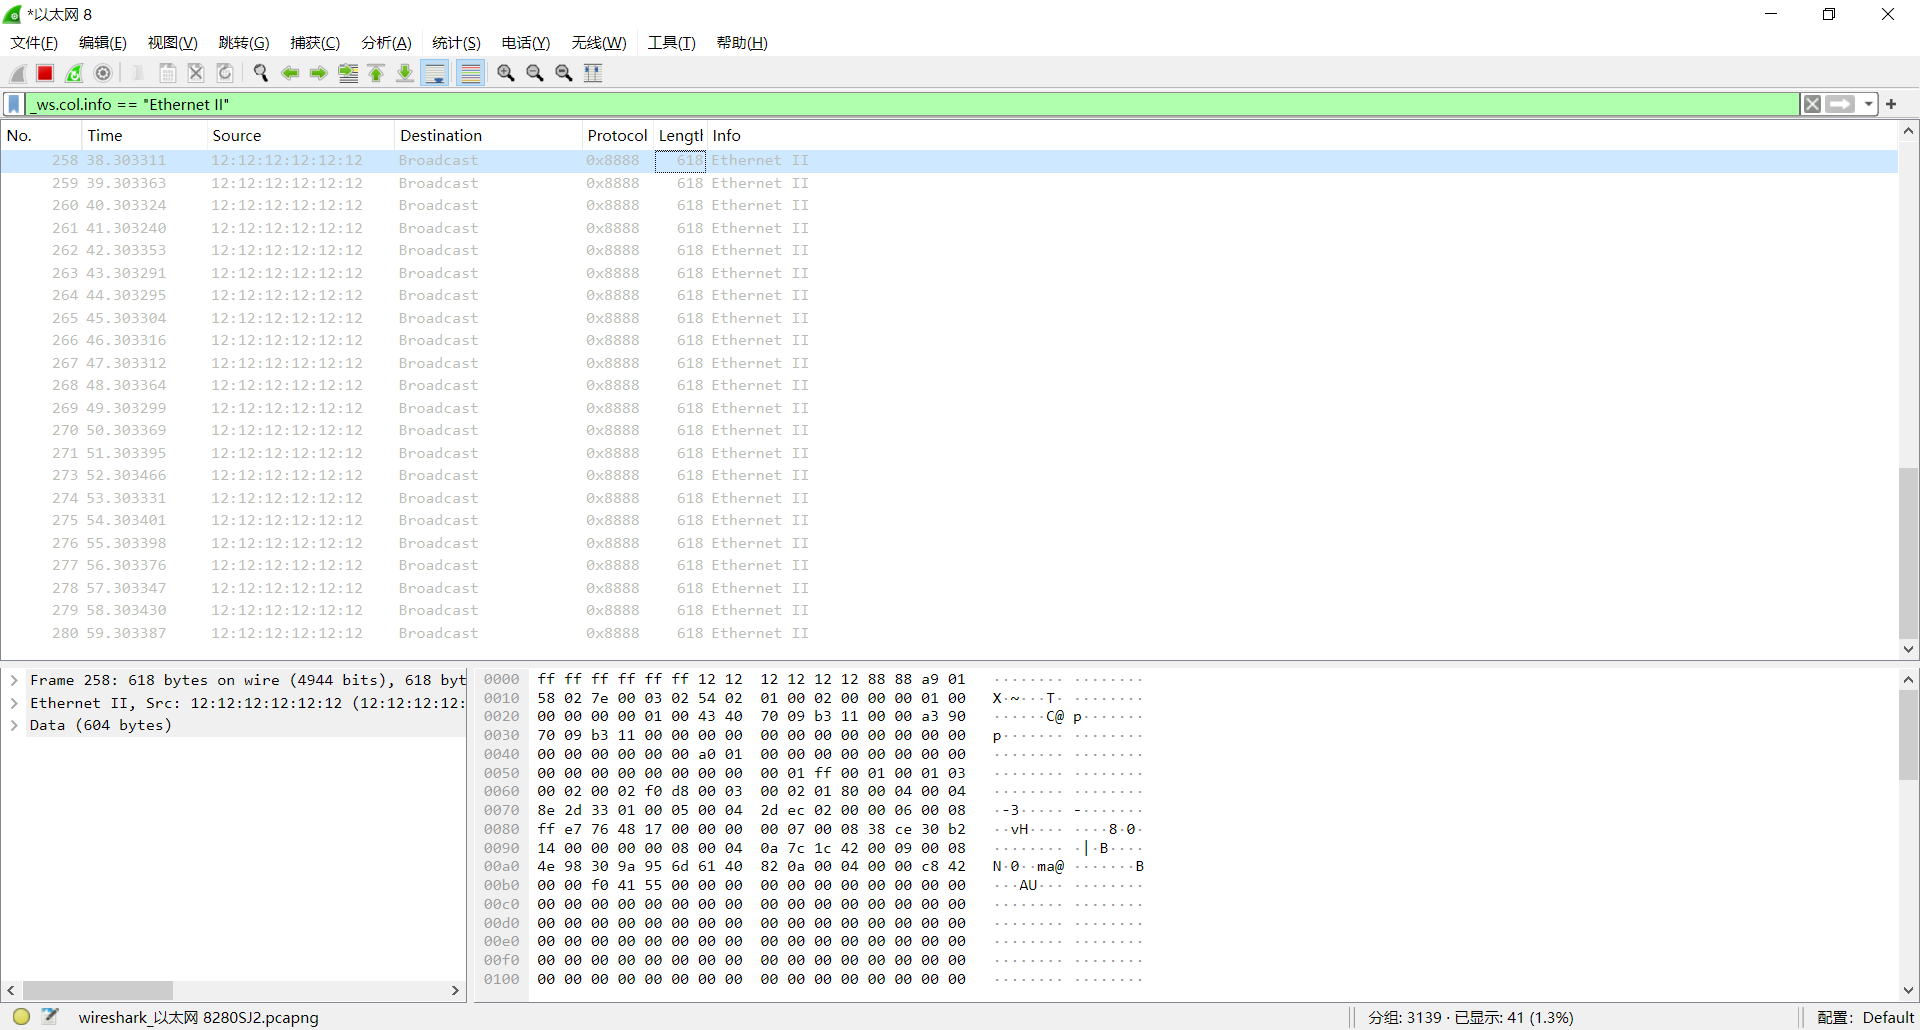 *以太网 8
文件(F) 编辑(E) 视图(V) 跳转(G) 捕获(C) 分析(A) 统计(S) 电话(Y) 无线(W) 工具(T) 帮助(H)
_ws.col.info == "Ethernet II"
No. Time Source Destination Protocol Length Info
258 38.303311 12:12:12:12:12:12 Broadcast 0x8888 618 Ethernet II
259 39.303363 12:12:12:12:12:12 Broadcast 0x8888 618 Ethernet II
260 40.303324 12:12:12:12:12:12 Broadcast 0x8888 618 Ethernet II
261 41.303240 12:12:12:12:12:12 Broadcast 0x8888 618 Ethernet II
262 42.303353 12:12:12:12:12:12 Broadcast 0x8888 618 Ethernet II
263 43.303291 12:12:12:12:12:12 Broadcast 0x8888 618 Ethernet II
264 44.303295 12:12:12:12:12:12 Broadcast 0x8888 618 Ethernet II
265 45.303304 12:12:12:12:12:12 Broadcast 0x8888 618 Ethernet II
266 46.303316 12:12:12:12:12:12 Broadcast 0x8888 618 Ethernet II
267 47.303312 12:12:12:12:12:12 Broadcast 0x8888 618 Ethernet II
268 48.303364 12:12:12:12:12:12 Broadcast 0x8888 618 Ethernet II
269 49.303299 12:12:12:12:12:12 Broadcast 0x8888 618 Ethernet II
270 50.303369 12:12:12:12:12:12 Broadcast 0x8888 618 Ethernet II
271 51.303395 12:12:12:12:12:12 Broadcast 0x8888 618 Ethernet II
273 52.303466 12:12:12:12:12:12 Broadcast 0x8888 618 Ethernet II
274 53.303331 12:12:12:12:12:12 Broadcast 0x8888 618 Ethernet II
275 54.303401 12:12:12:12:12:12 Broadcast 0x8888 618 Ethernet II
276 55.303398 12:12:12:12:12:12 Broadcast 0x8888 618 Ethernet II
277 56.303376 12:12:12:12:12:12 Broadcast 0x8888 618 Ethernet II
278 57.303347 12:12:12:12:12:12 Broadcast 0x8888 618 Ethernet II
279 58.303430 12:12:12:12:12:12 Broadcast 0x8888 618 Ethernet II
280 59.303387 12:12:12:12:12:12 Broadcast 0x8888 618 Ethernet II
Frame 258: 618 bytes on wire (4944 bits), 618 byt
Ethernet II, Src: 12:12:12:12:12:12 (12:12:12:12:
Data (604 bytes)
0000 ff ff ff ff ff ff 12 12 12 12 12 12 88 88 a9 01 ········ ········
0010 58 02 7e 00 03 02 54 02 01 00 02 00 00 00 01 00 X·~···T· ········
0020 00 00 00 00 01 00 43 40 70 09 b3 11 00 00 a3 90 ······C@ p·······
0030 70 09 b3 11 00 00 00 00 00 00 00 00 00 00 00 00 p······· ········
0040 00 00 00 00 00 00 a0 01 00 00 00 00 00 00 00 00 ········ ········
0050 00 00 00 00 00 00 00 00 00 01 ff 00 01 00 01 03 ········ ········
0060 00 02 00 02 f0 d8 00 03 00 02 01 80 00 04 00 04 ········ ········
0070 8e 2d 33 01 00 05 00 04 2d ec 02 00 00 06 00 08 ·-3····· -·······
0080 ff e7 76 48 17 00 00 00 00 07 00 08 38 ce 30 b2 ··vH···· ····8·0·
0090 14 00 00 00 00 08 00 04 0a 7c 1c 42 00 09 00 08 ········ ·|·B····
00a0 4e 98 30 9a 95 6d 61 40 82 0a 00 04 00 00 c8 42 N·0··ma@ ·······B
00b0 00 00 f0 41 55 00 00 00 00 00 00 00 00 00 00 00 ···AU··· ········
00c0 00 00 00 00 00 00 00 00 00 00 00 00 00 00 00 00 ········ ········
00d0 00 00 00 00 00 00 00 00 00 00 00 00 00 00 00 00 ········ ········
00e0 00 00 00 00 00 00 00 00 00 00 00 00 00 00 00 00 ········ ········
00f0 00 00 00 00 00 00 00 00 00 00 00 00 00 00 00 00 ········ ········
0100 00 00 00 00 00 00 00 00 00 00 00 00 00 00 00 00 ········ ········
wireshark_以太网 8280SJ2.pcapng 分组: 3139 · 已显示: 41 (1.3%) 配置: Default